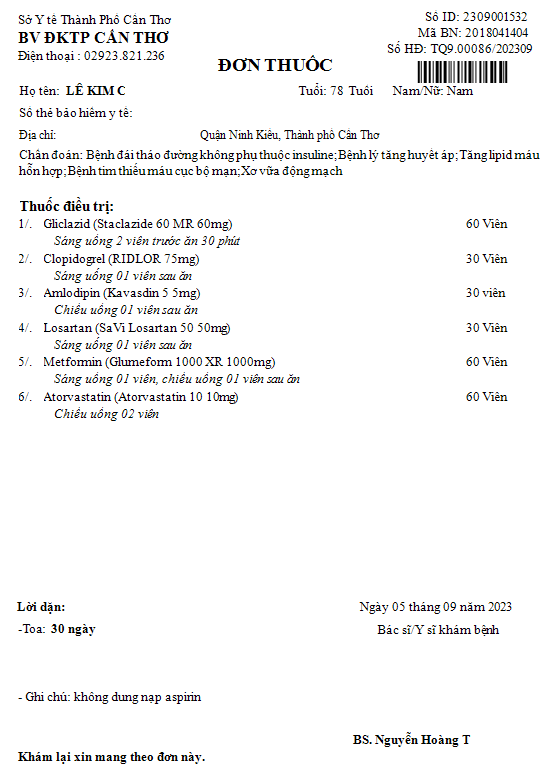 Sở Y tế Thành Phố Cần Thơ
BV ĐKTP CẦN THƠ
Điện thoại : 02923.821.236
Số ID: 2309001532
Mã BN: 2018041404
Số HĐ: TQ9.00086/202309
ĐƠN THUỐC
Họ tên: LÊ KIM C Tuổi: 78 Tuổi Nam/Nữ: Nam
Số thẻ bảo hiêm y tế:
Địa chỉ: Quận Ninh Kiều, Thành phố Cần Thơ
Chẩn đoán: Bệnh đái tháo đường không phụ thuộc insuline; Bệnh lý tăng huyết áp; Tăng lipid máu
hỗn hợp; Bệnh tim thiếu máu cục bộ mạn; Xơ vữa động mạch
Thuốc điều trị:
1/. Gliclazid (Staclazide 60 MR 60mg) 60 Viên
Sáng uống 2 viên trước ăn 30 phút
2/. Clopidogrel (RIDLOR 75mg) 30 Viên
Sáng uống 01 viên sau ăn
3/. Amlodipin (Kavasdin 5 5mg) 30 viên
Chiều uống 01 viên sau ăn
4/. Losartan (SaVi Losartan 50 50mg) 30 Viên
Sáng uống 01 viên sau ăn
5/. Metformin (Glumeform 1000 XR 1000mg) 60 Viên
Sáng uống 01 viên, chiều uống 01 viên sau ăn
6/. Atorvastatin (Atorvastatin 10 10mg) 60 Viên
Chiều uống 02 viên
Lời dặn:
Ngày 05 tháng 09 năm 2023
-Toa: 30 ngày
Bác sĩ/Y sĩ khám bệnh
- Ghi chú: không dung nạp aspirin
BS. Nguyễn Hoàng T
Khám lại xin mang theo đơn này.